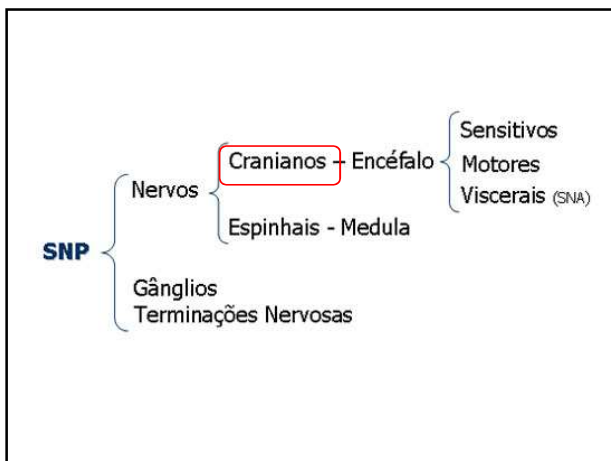 Sensitivos
Cranianos - Encéfalo
Motores
Nervos
Viscerais (SNA)
Espinhais - Medula
SNP
Gânglios
Terminações Nervosas